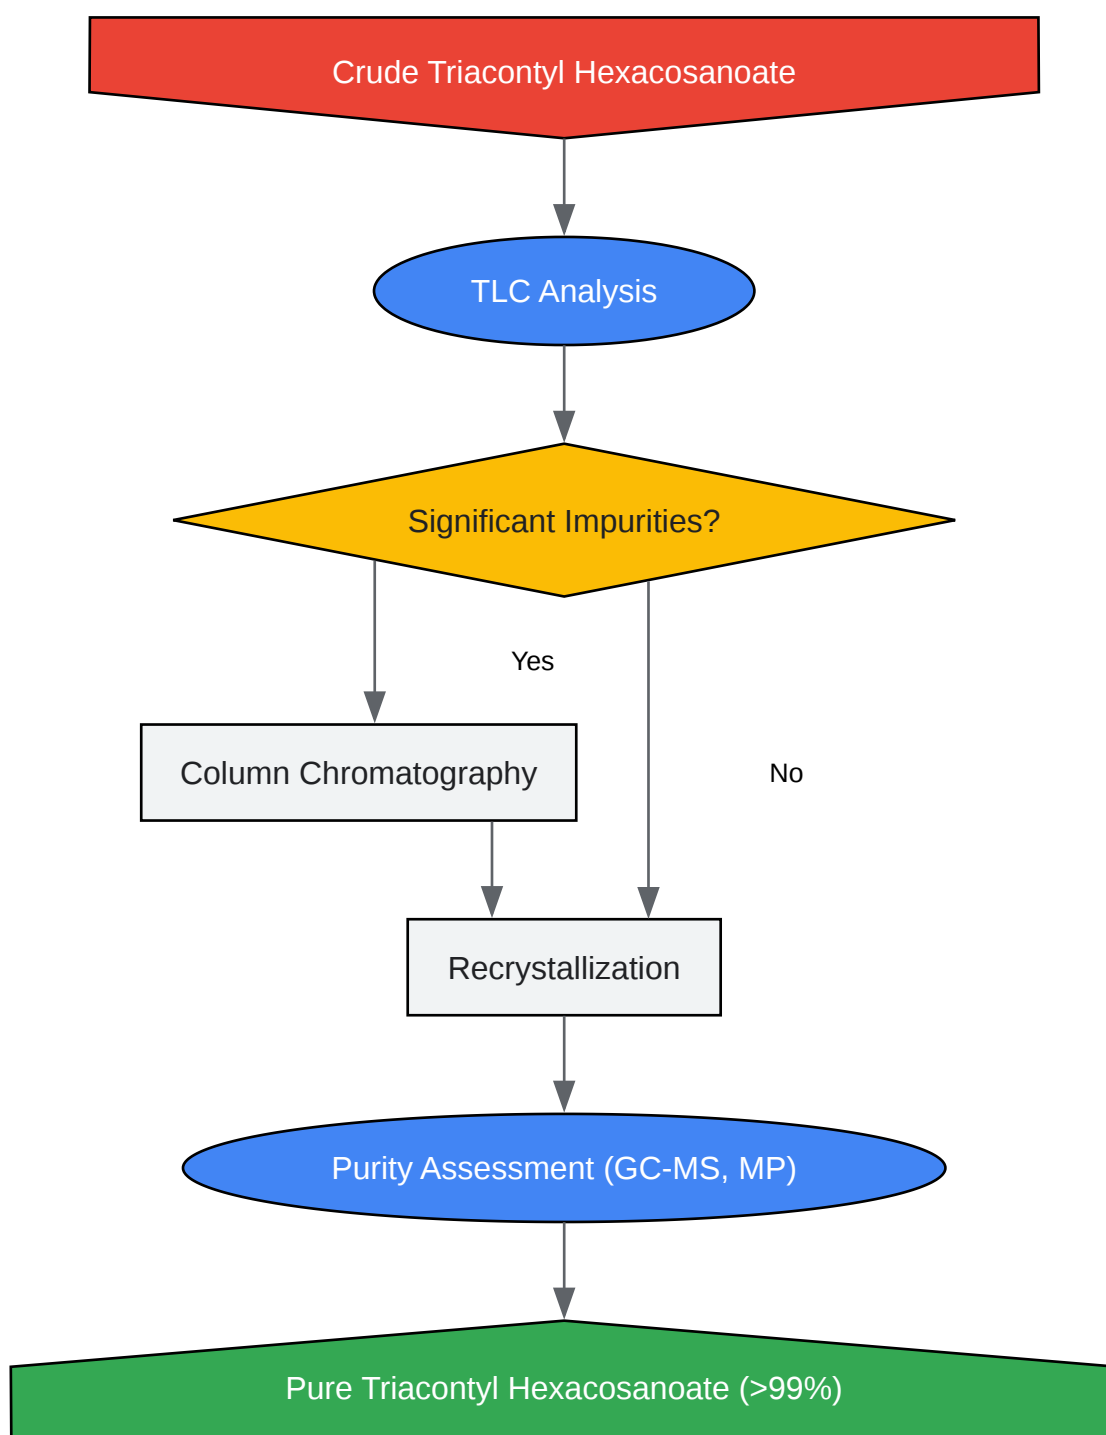 Crude Triacontyl Hexacosanoate
TLC Analysis
Significant Impurities?
Yes
Column Chromatography
No
Recrystallization
Purity Assessment (GC-MS, MP)
Pure Triacontyl Hexacosanoate (>99%)